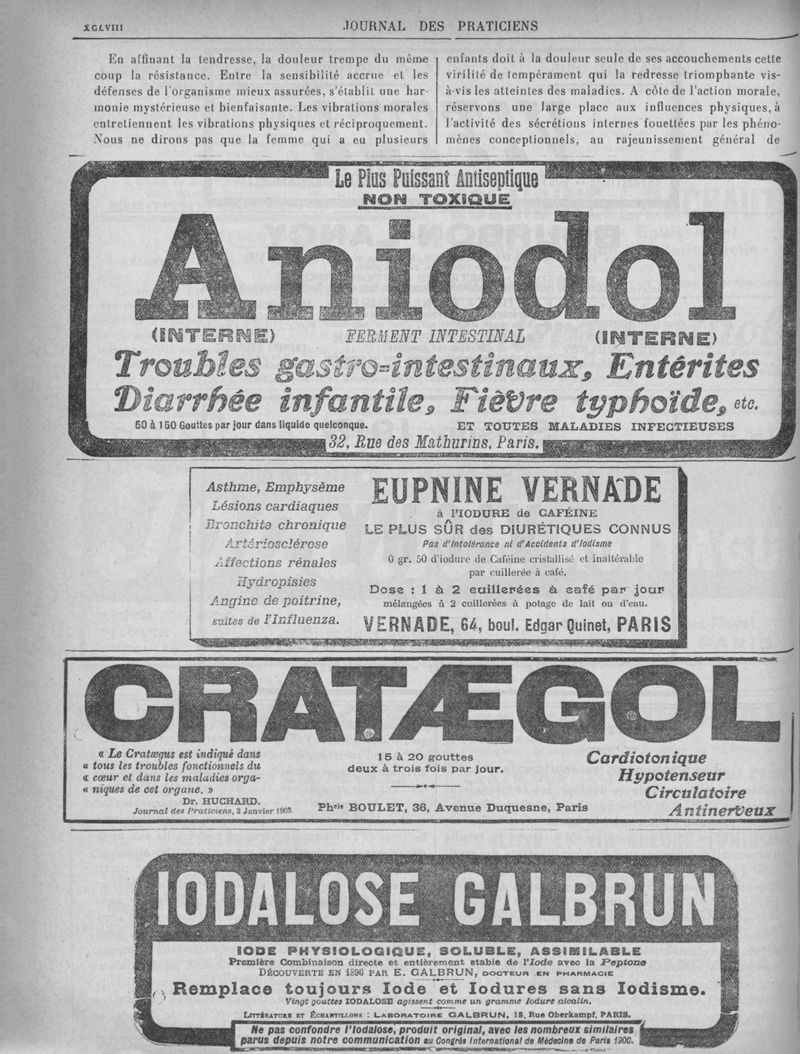 XCLVIII
JOURNAL DES PRATICIENS
En affinant la tendresse, la douleur trempe du même
coup la résistance. Entre la sensibilité accrue et les
défenses de l'organisme mieux assurées, s'établit une har-
monie mystérieuse et bienfaisante. Les vibrations morales
entretiennent les vibrations physiques et réciproquement.
Nous ne dirons pas que la femme qui a eu plusieurs
enfants doit à la douleur seule de ses accouchements cette
virilité de tempérament qui la redresse triomphante vis-
à-vis les atteintes des maladies. A côte de l'action morale,
réservons une large place aux influences physiques, à
l'activité des sécrétions internes fouettées par les phéno-
mènes conceptionnels, au rajeunissement général de
Le Plus Puissant Antiseptique
NON TOXIQUE
Aniodol
(INTERNE) FERMENT INTESTINAL (INTERNE)
Troubles gastro-intestinaux, Entérites
Diarrhée infantile, Fièvre typhoïde, etc.
50 à 150 Gouttes par jour dans liquide quelconque. ET TOUTES MALADIES INFECTIEUSES
32, Rue des Mathurins, Paris.
Asthme, Emphysème
Lésions cardiaques
Bronchite chronique
Artériosclérose
Affections rénales
Hydropisies
Angine de poitrine,
suites de l'Influenza.
EUPNINE VERNADE
à l'IODURE de CAFÉINE
LE PLUS SÛR des DIURÉTIQUES CONNUS
Pas d'Intolérance ni d'Accidents d'Iodisme
0 gr. 50 d'iodure de Caféine cristallisé et inaltérable
par cuillerée à café.
Dose : 1 à 2 cuillerées à café par jour
mélangées à 2 cuillerées à potage de lait ou d'eau.
VERNADE, 64, boul. Edgar Quinet, PARIS
CRATÆGOL
« Le Cratægus est indiqué dans
« tous les troubles fonctionnels du
« cœur et dans les maladies orga-
« niques de cet organe. »
Dr. HUCHARD.
Journal des Praticiens, 3 Janvier 1903.
15 à 20 gouttes
deux à trois fois par jour.
Phcie BOULET, 36, Avenue Duquesne, Paris
Cardiotonique
Hypotenseur
Circulatoire
Antinerveux
IODALOSE GALBRUN
IODE PHYSIOLOGIQUE, SOLUBLE, ASSIMILABLE
Première Combinaison directe et entièrement stable de l'Iode avec la Peptone
DÉCOUVERTE EN 1896 PAR E. GALBRUN, DOCTEUR EN PHARMACIE
Remplace toujours Iode et Iodures sans Iodisme.
Vingt gouttes IODALOSE agissent comme un gramme Iodure alcalin.
LITTÉRATURE ET ÉCHANTILLONS : LABORATOIRE GALBRUN, 18, Rue Oberkampf, PARIS.
Ne pas confondre l'Iodalose, produit original, avec les nombreux similaires
parus depuis notre communication au Congrès International de Médecine de Paris 1900.